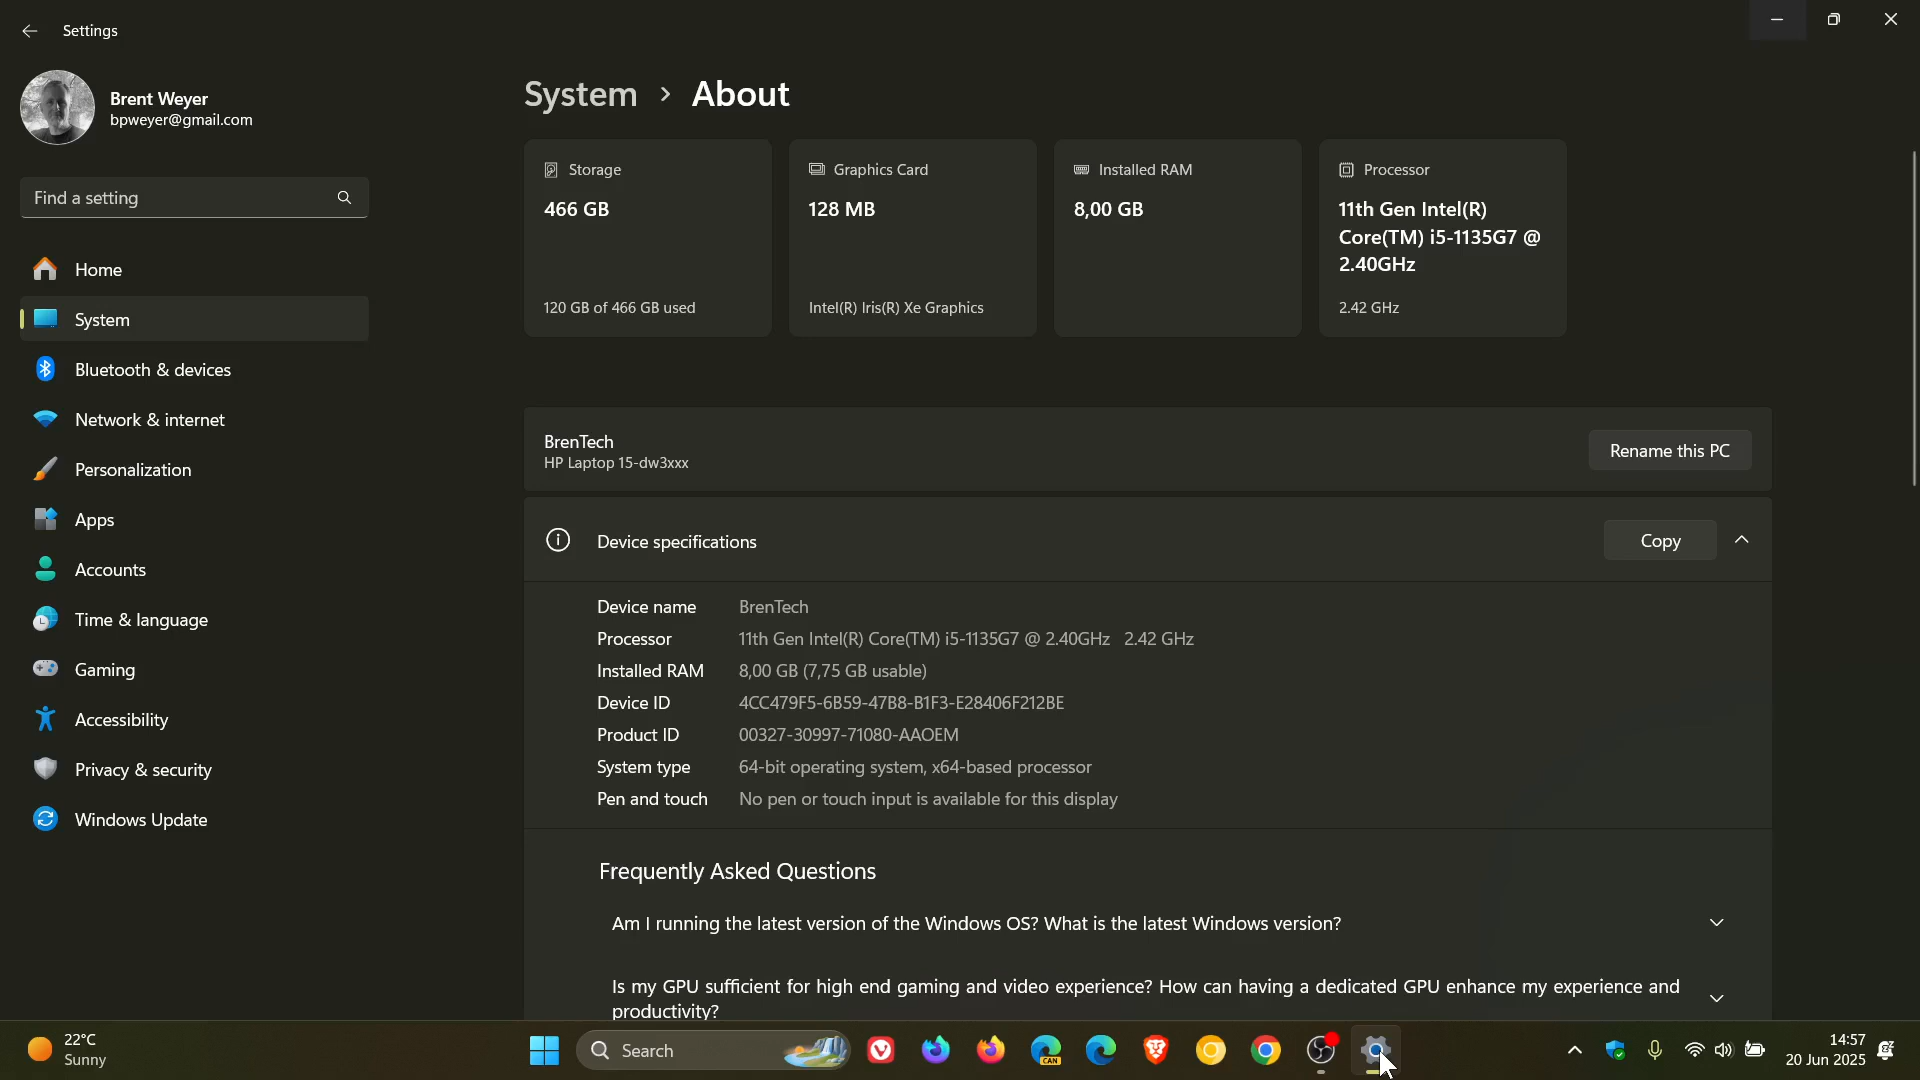 Settings
Brent Weyer
bpweyer@gmail.com
Find a setting
Home
System
Bluetooth & devices
Network & internet
Personalization
Apps
Accounts
Time & language
Gaming
Accessibility
Privacy & security
Windows Update
System > About
Storage
466 GB
120 GB of 466 GB used
Graphics Card
128 MB
Intel(R) Iris(R) Xe Graphics
Installed RAM
8,00 GB
Processor
11th Gen Intel(R)
Core(TM) i5-1135G7 @
2.40GHz
2.42 GHz
BrenTech
HP Laptop 15-dw3xxx
Rename this PC
Device specifications
Copy
Device name BrenTech
Processor 11th Gen Intel(R) Core(TM) i5-1135G7 @ 2.40GHz 2.42 GHz
Installed RAM 8,00 GB (7,75 GB usable)
Device ID 4CC479F5-6B59-47B8-B1F3-E28406F212BE
Product ID 00327-30997-71080-AAOEM
System type 64-bit operating system, x64-based processor
Pen and touch No pen or touch input is available for this display
Frequently Asked Questions
Am I running the latest version of the Windows OS? What is the latest Windows version?
Is my GPU sufficient for high end gaming and video experience? How can having a dedicated GPU enhance my experience and
productivity?
22°C
Sunny
Search
CAN
14:57
20 Jun 2025